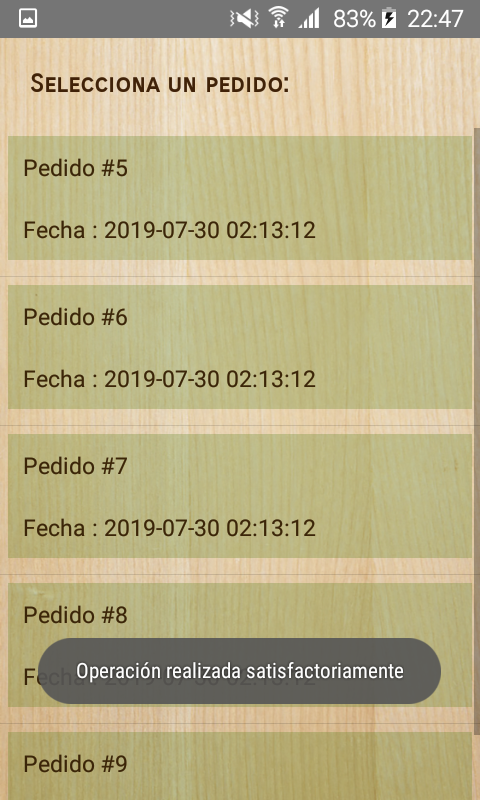 83% 22:47
Selecciona un pedido:
Pedido #5
Fecha : 2019-07-30 02:13:12
Pedido #6
Fecha : 2019-07-30 02:13:12
Pedido #7
Fecha : 2019-07-30 02:13:12
Pedido #8
Operación realizada satisfactoriamente
Pedido #9